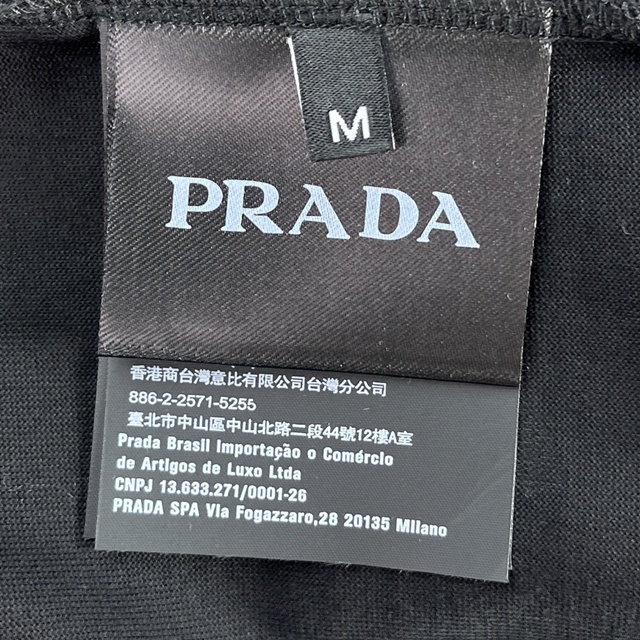 M
PRADA
香港商台灣意比有限公司台灣分公司
886-2-2571-5255
臺北市中山區中山北路二段44號12樓A室
Prada Brasil Importação o Comércio
de Artigos de Luxo Ltda
CNPJ 13.633.271/0001-26
PRADA SPA Via Fogazzaro,28 20135 Milano